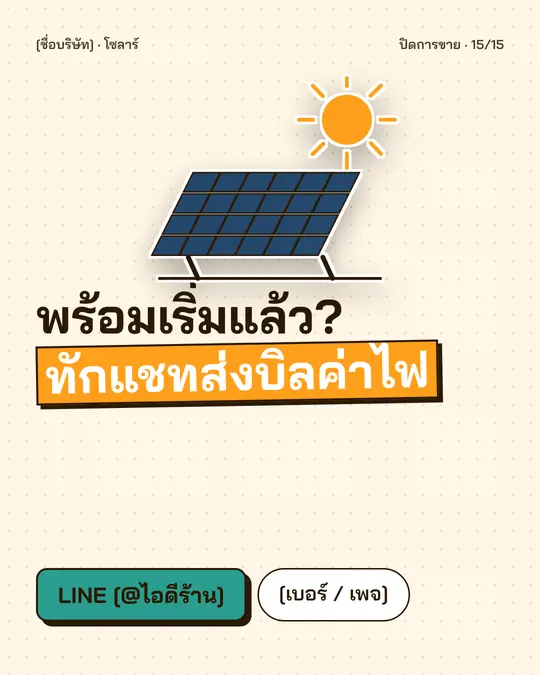 (ชื่อบริษัท) · โซลาร์
ปิดการขาย · 15/15
พร้อมเริ่มแล้ว?
ทักแชทส่งบิลค่าไฟ
LINE (@ไอดีร้าน)
(เบอร์ / เพจ)